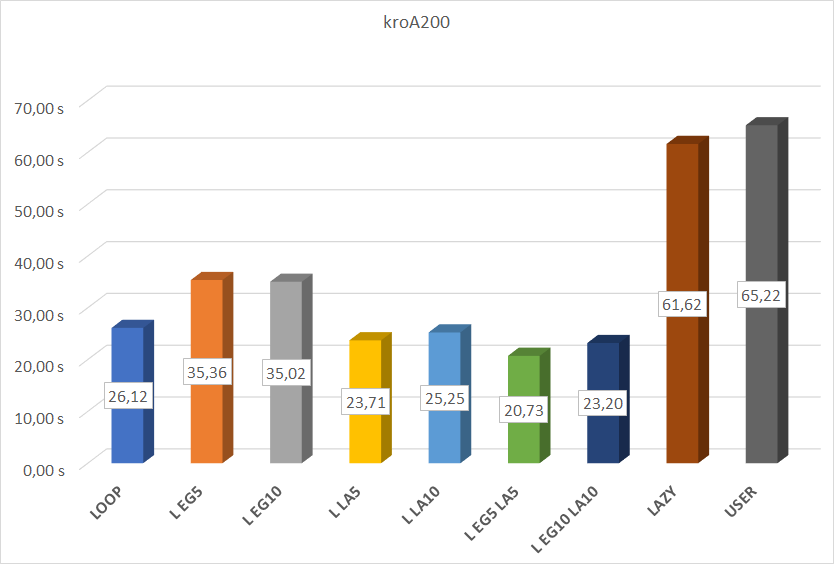 kroA200
70,00 s
60,00 s
50,00 s
40,00 s
30,00 s
20,00 s
10,00 s
0,00 s
26,12
35,36
35,02
23,71
25,25
20,73
23,20
61,62
65,22
LOOP
L EG5
L EG10
L LA5
L LA10
L EG5 LA5
L EG10 LA10
LAZY
USER